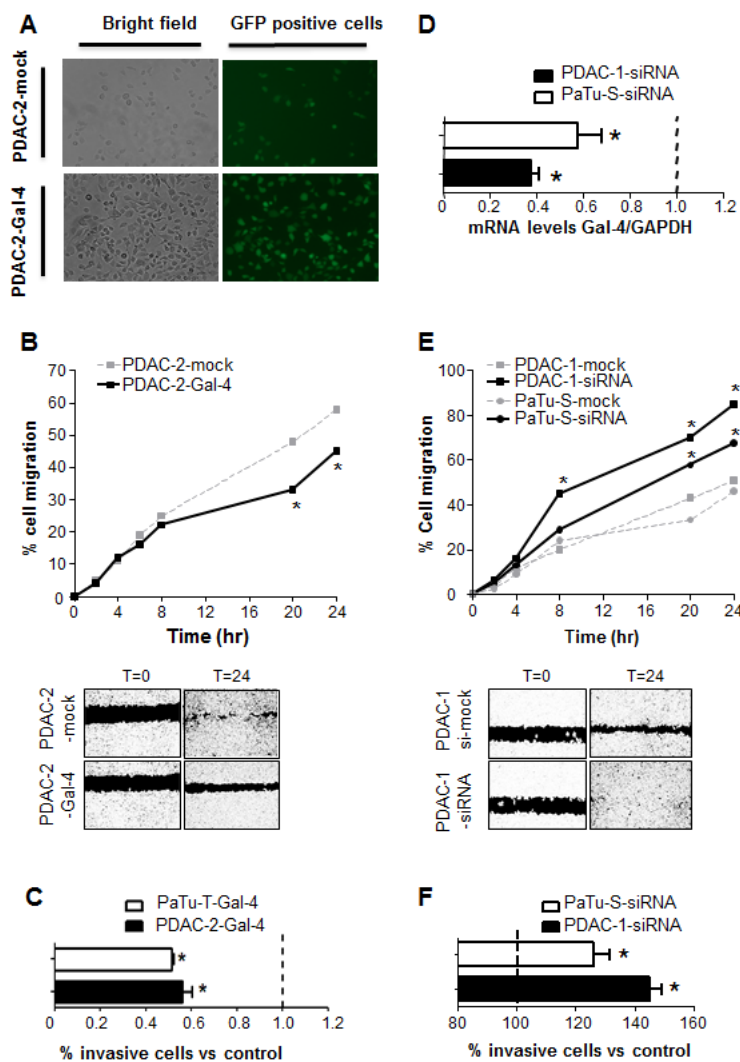 A
Bright field
GFP positive cells
PDAC-2-mock
PDAC-2-Gal-4
D
PDAC-1-siRNA
PaTu-S-siRNA
*
*
0.0 0.2 0.4 0.6 0.8 1.0 1.2
mRNA levels Gal-4/GAPDH
B
PDAC-2-mock
PDAC-2-Gal-4
% cell migration
70
60
50
40
30
20
10
0
*
*
0 4 8 12 16 20 24
Time (hr)
T=0
T=24
PDAC-2
-mock
PDAC-2
-Gal-4
E
PDAC-1-mock
PDAC-1-siRNA
PaTu-S-mock
PaTu-S-siRNA
% Cell migration
100
80
60
40
20
0
*
*
*
*
*
0 4 8 12 16 20 24
Time (hr)
T=0
T=24
PDAC-1
si-mock
PDAC-1
-siRNA
C
PaTu-T-Gal-4
PDAC-2-Gal-4
*
*
0.0 0.2 0.4 0.6 0.8 1.0 1.2
% invasive cells vs control
F
PaTu-S-siRNA
PDAC-1-siRNA
*
*
80 100 120 140 160
% invasive cells vs control